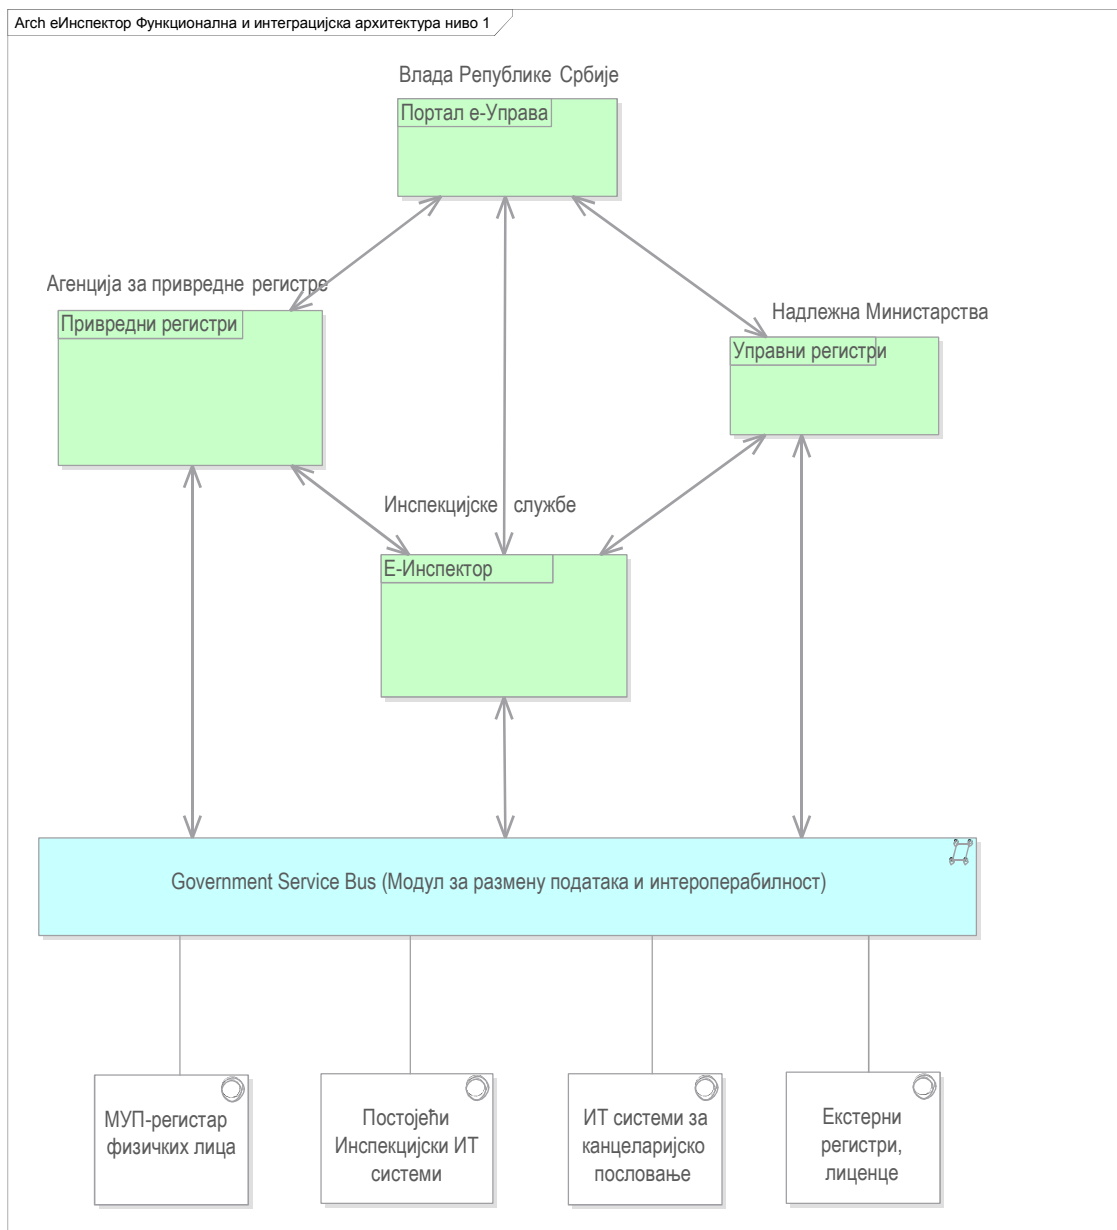 Arch еИнспектор Функционална и интеграцијска архитектура ниво 1
Влада Републике Србије
Портал е-Управа
Агенција за привредне регистре
Привредни регистри
Надлежна Министарства
Управни регистри
Инспекцијске службе
Е-Инспектор
Government Service Bus (Модул за размену података и интероперабилност)
МУП-регистар
физичких лица
Постојећи
Инспекцијски ИТ
системи
ИТ системи за
канцеларијско
пословање
Екстерни
регистри,
лиценце